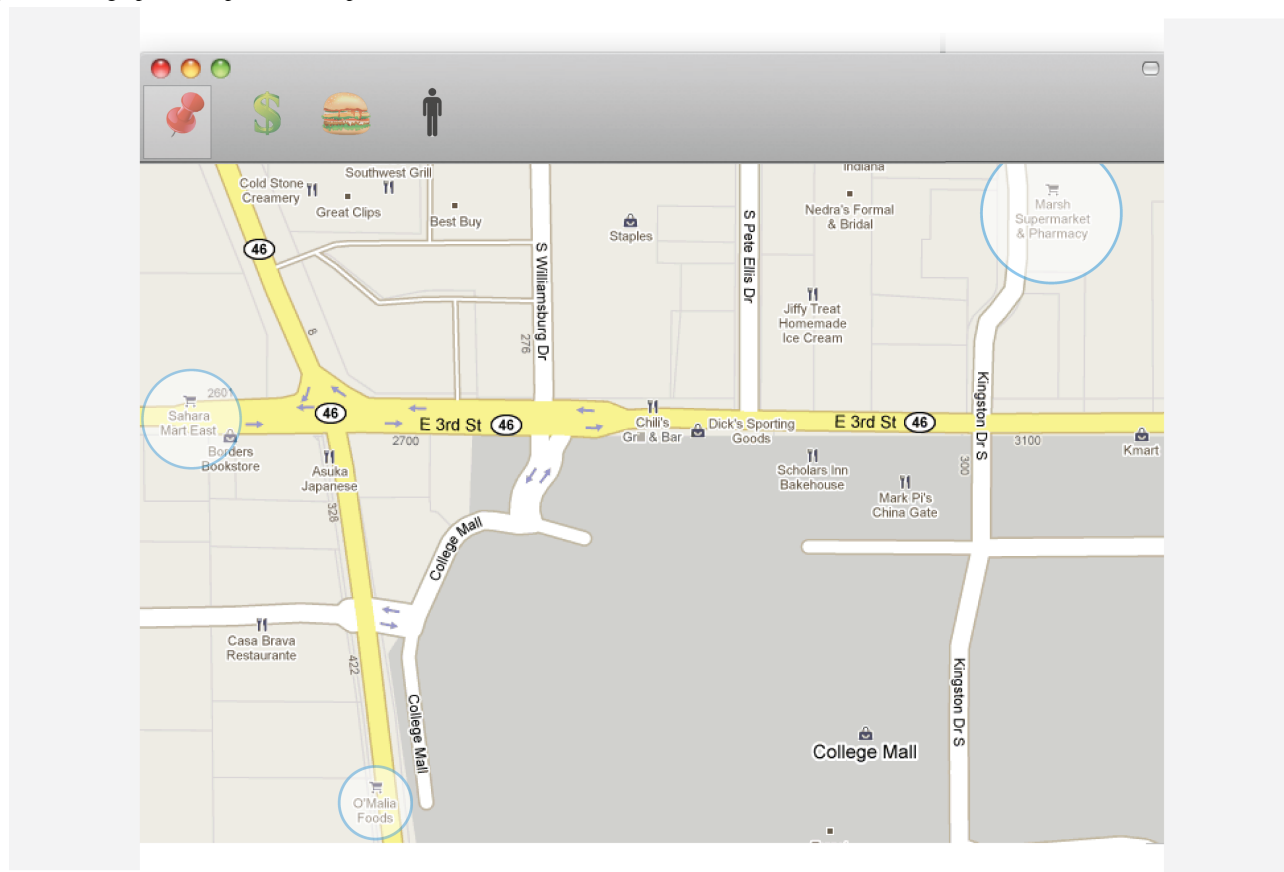 Southwest Grill
Cold Stone
Creamery
Great Clips
Best Buy
Staples
Indiana
Nedra's Formal
& Bridal
Marsh
Supermarket
& Pharmacy
46
S Williamsburg Dr
S Pete Ellis Dr
Jiffy Treat
Homemade
Ice Cream
8
276
Kingston Dr S
2601
Sahara
Mart East
46
E 3rd St 46
2700
Chili's
Grill & Bar
Dick's Sporting
Goods
E 3rd St 46
3100
Kmart
Borders
Bookstore
Asuka
Japanese
328
Scholars Inn
Bakehouse
300
Mark Pi's
China Gate
College Mall
Casa Brava
Restaurante
422
College Mall
Kingston Dr S
College Mall
O'Malia
Foods